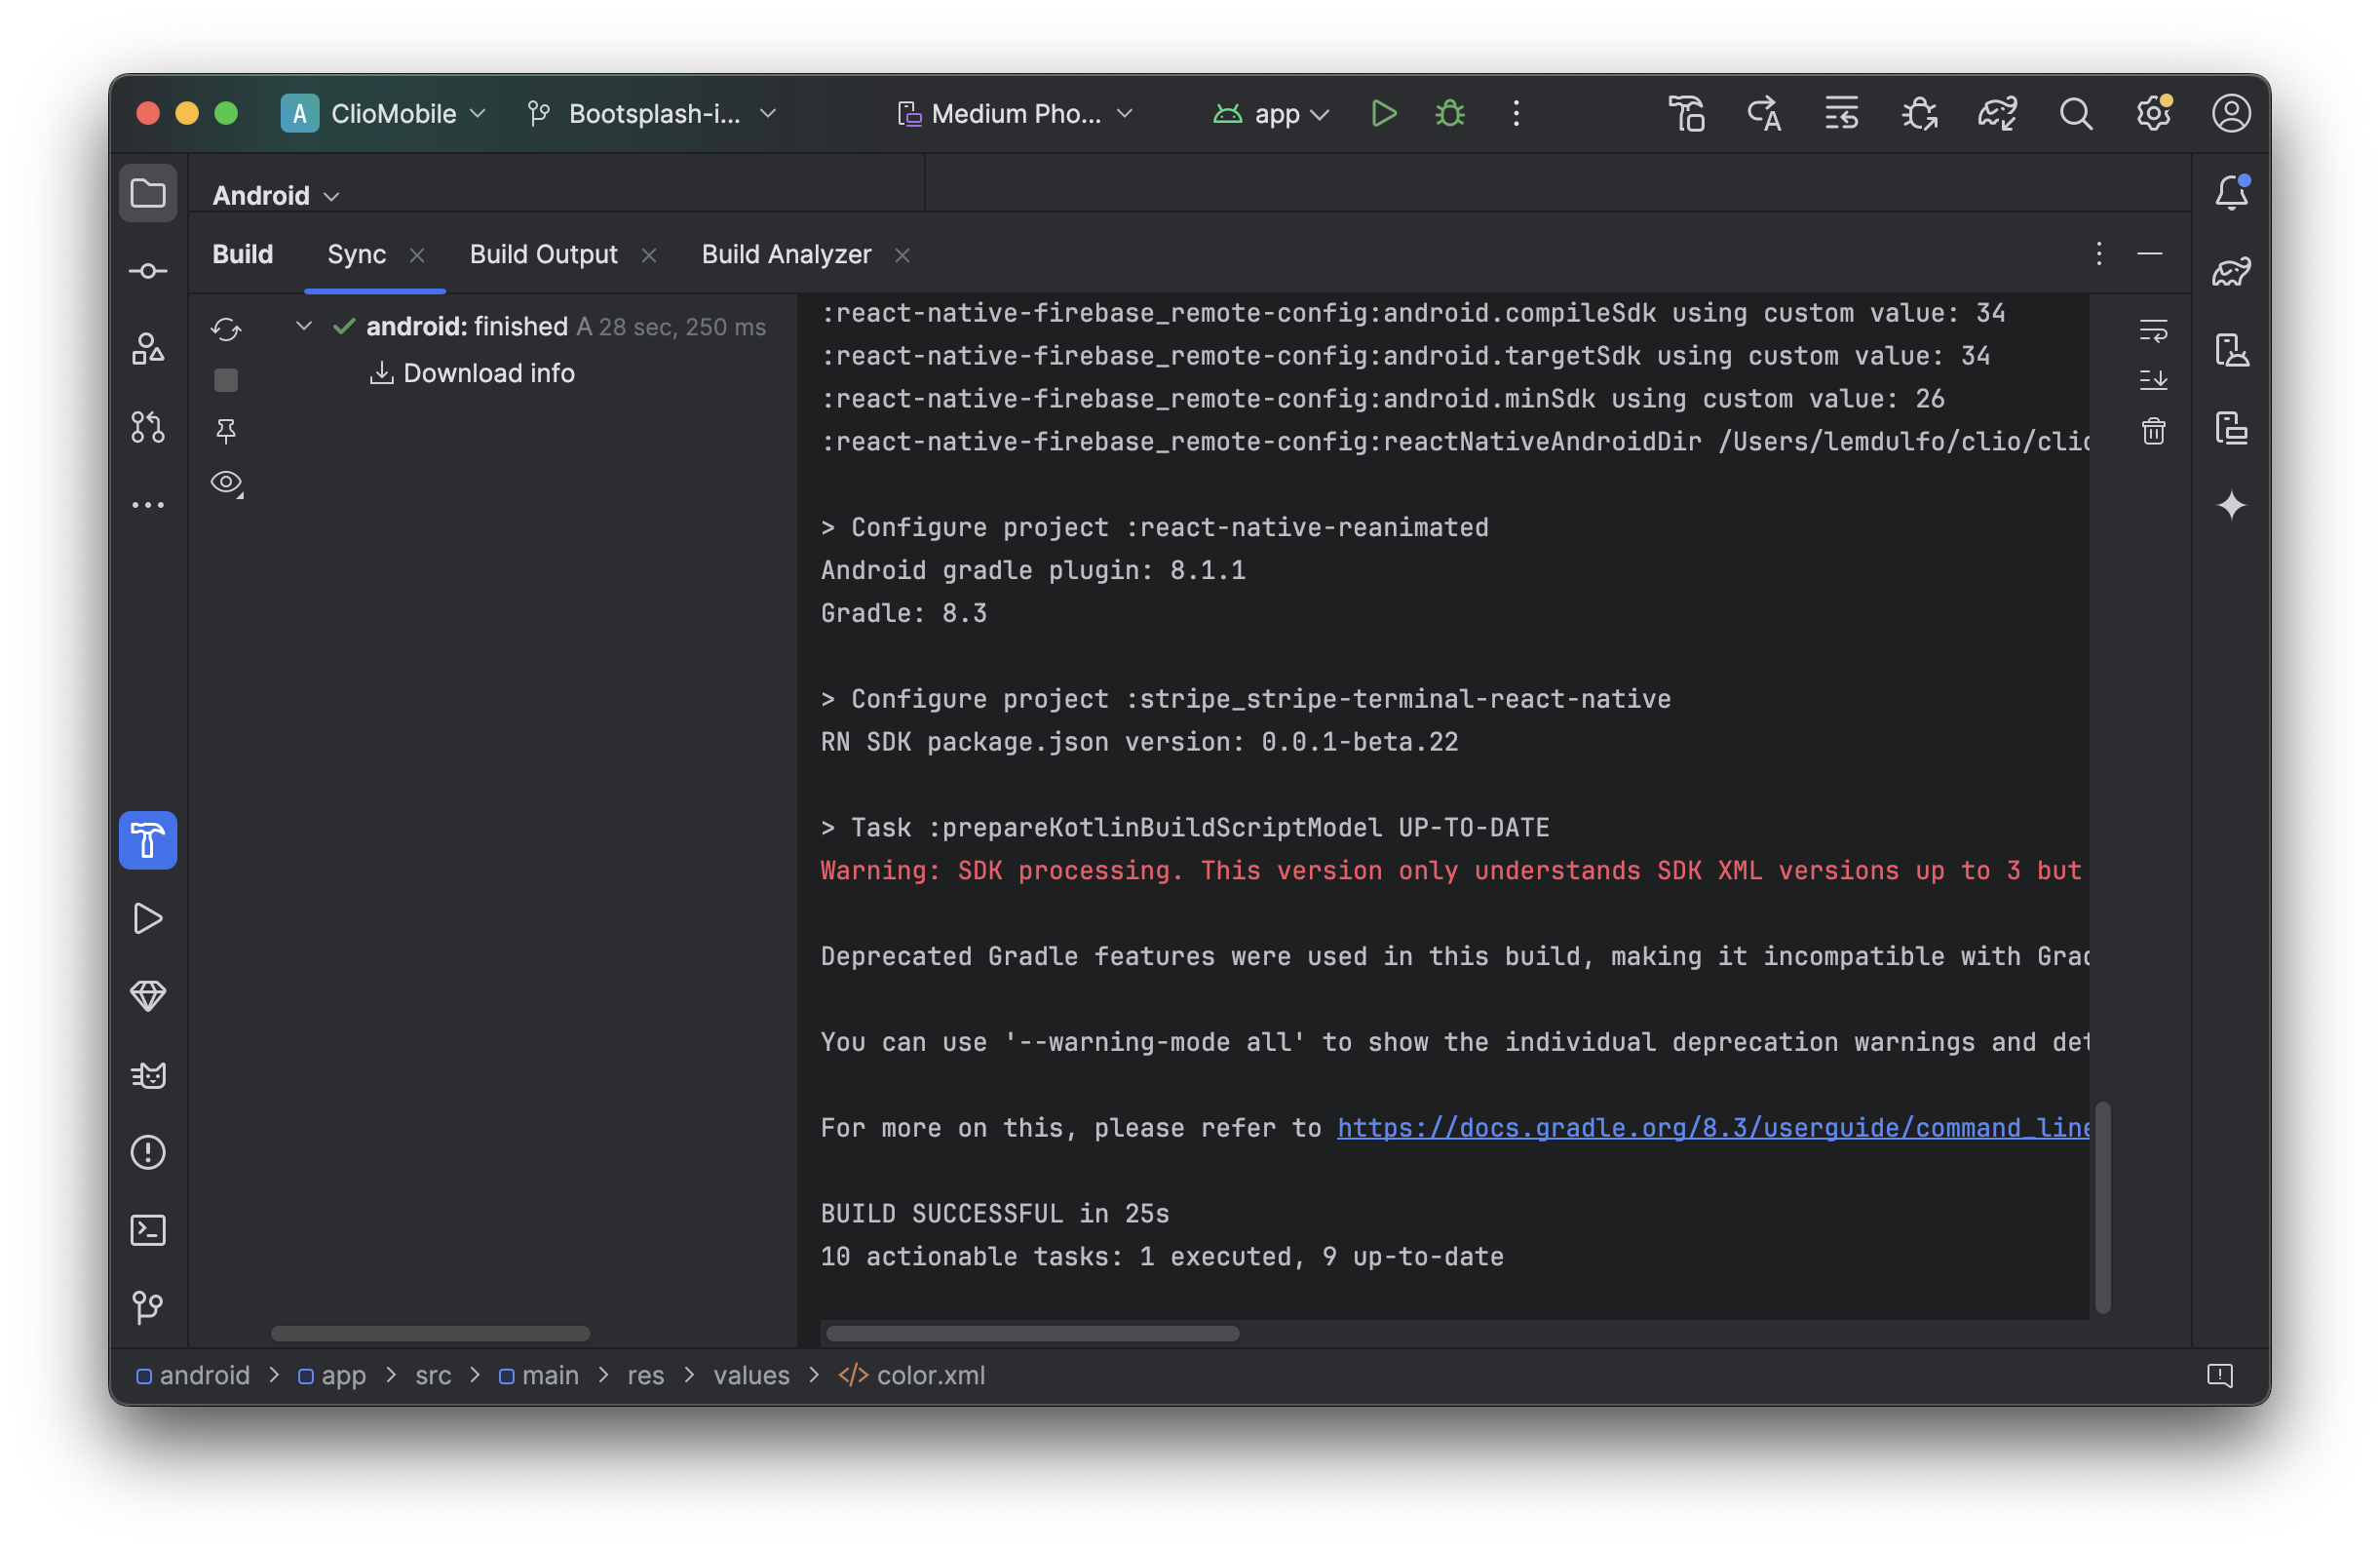 A ClioMobile Bootsplash-i... Medium Pho... app
Android
Build Sync Build Output Build Analyzer
android: finished A 28 sec, 250 ms
Download info
:react-native-firebase_remote-config:android.compileSdk using custom value: 34
:react-native-firebase_remote-config:android.targetSdk using custom value: 34
:react-native-firebase_remote-config:android.minSdk using custom value: 26
:react-native-firebase_remote-config:reactNativeAndroidDir /Users/lemdulfo/clio/clio
> Configure project :react-native-reanimated
Android gradle plugin: 8.1.1
Gradle: 8.3
> Configure project :stripe_stripe-terminal-react-native
RN SDK package.json version: 0.0.1-beta.22
> Task :prepareKotlinBuildScriptModel UP-TO-DATE
Warning: SDK processing. This version only understands SDK XML versions up to 3 but
Deprecated Gradle features were used in this build, making it incompatible with Grad
You can use '--warning-mode all' to show the individual deprecation warnings and det
For more on this, please refer to https://docs.gradle.org/8.3/userguide/command_line
BUILD SUCCESSFUL in 25s
10 actionable tasks: 1 executed, 9 up-to-date
android > app > src > main > res > values > </> color.xml